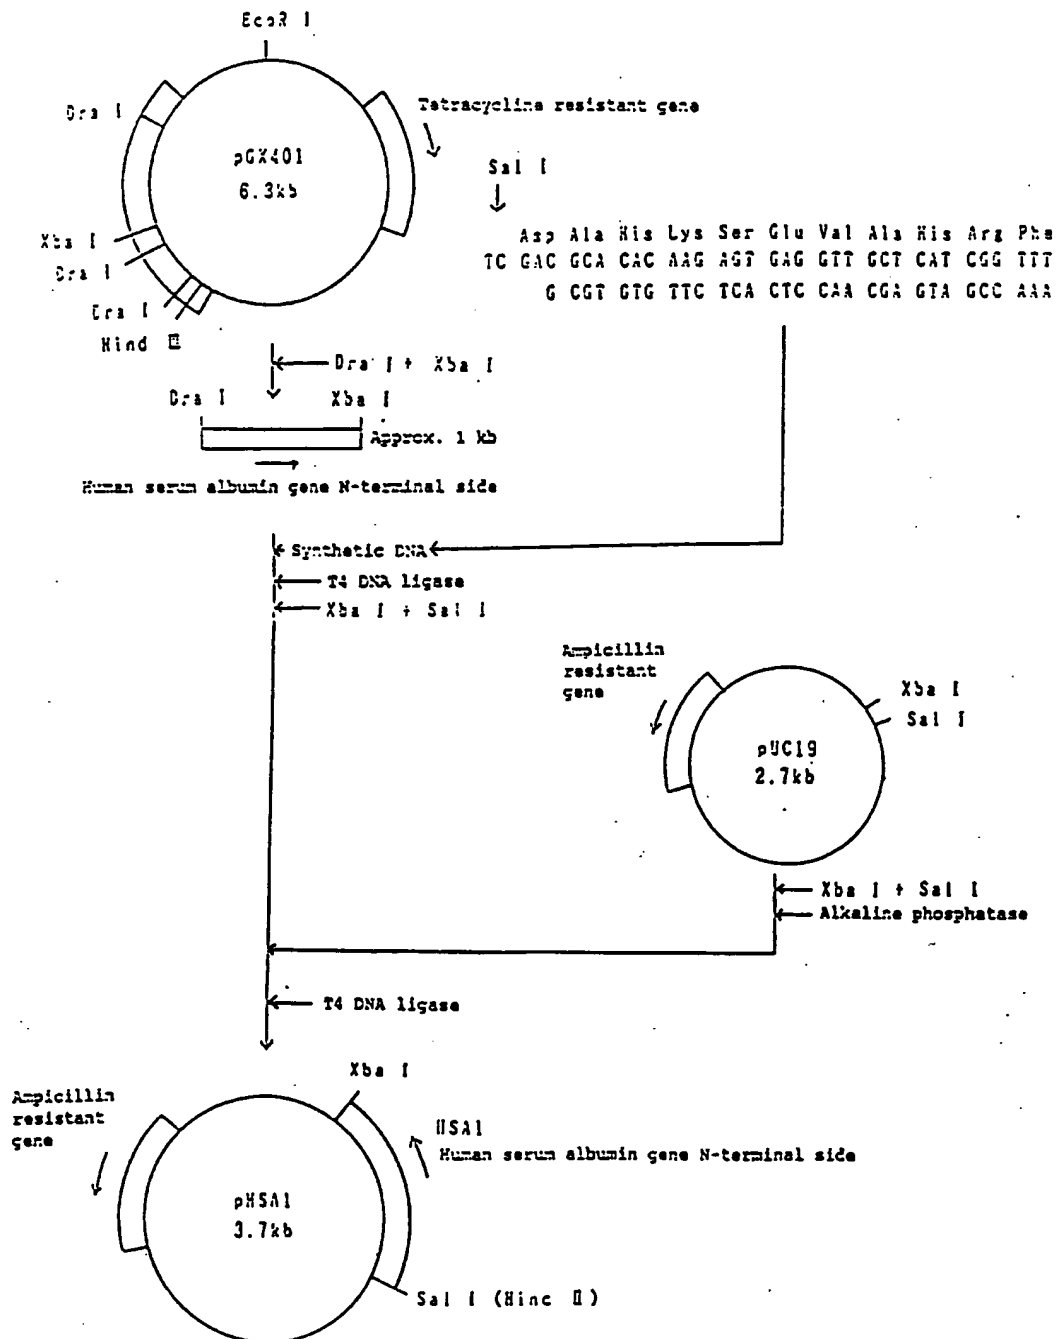 EcoR I
Dra I
Tetracycline resistant gene
pGX401
6.3kb
Sal I
Xba I
Dra I
Dra I
Hind Ⅲ
Asp Ala His Lys Ser Glu Val Ala His Arg Phe
TC GAC GCA CAC AAG AGT GAG GTT GCT CAT CGG TTT
G CGT GTG TTC TCA CTC CAA CGA GTA GCC AAA
Dra I + Xba I
Dra I Xba I
Approx. 1 kb
Human serum albumin gene N-terminal side
Synthetic DNA
T4 DNA ligase
Xba I + Sal I
Ampicillin
resistant
gene
Xba I
Sal I
pUC19
2.7kb
Xba I + Sal I
Alkaline phosphatase
T4 DNA ligase
Xba I
Ampicillin
resistant
gene
HSA1
Human serum albumin gene N-terminal side
pHSA1
3.7kb
Sal I (Hinc Ⅱ)